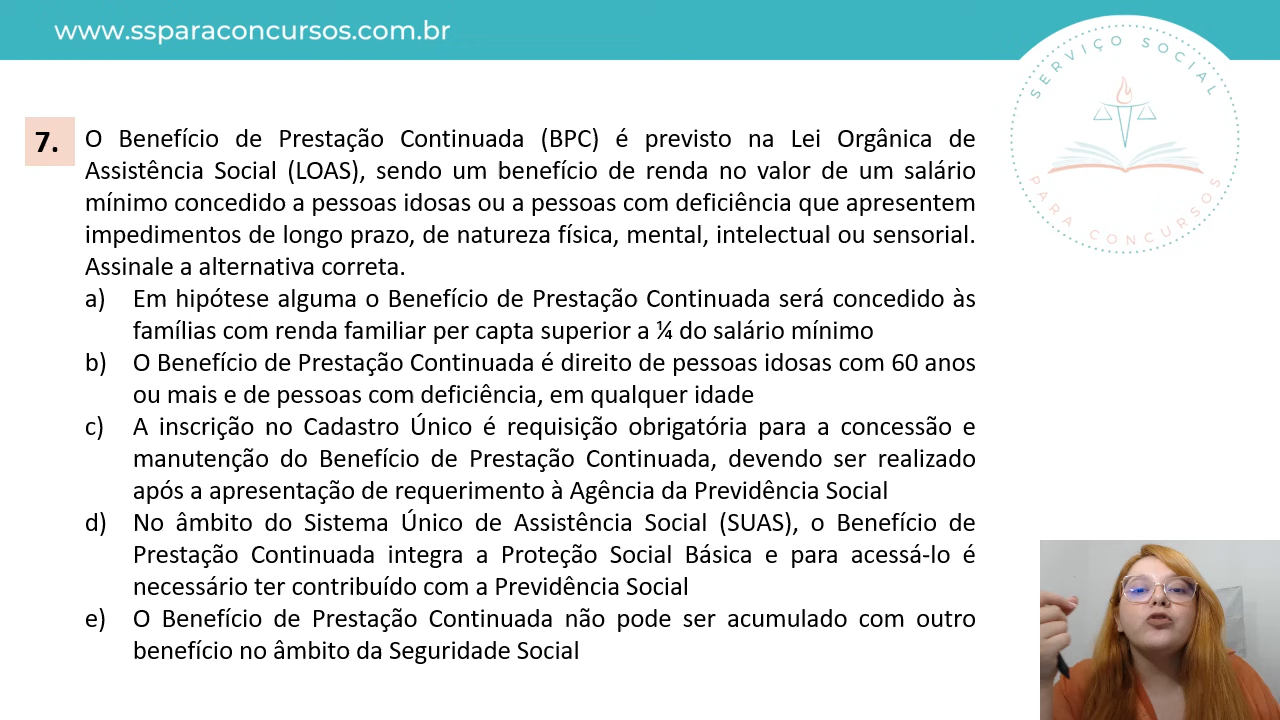 www.ssparaconcursos.com.br
SERVIÇO SOCIAL
PARA CONCURSOS
7. O Benefício de Prestação Continuada (BPC) é previsto na Lei Orgânica de
Assistência Social (LOAS), sendo um benefício de renda no valor de um salário
mínimo concedido a pessoas idosas ou a pessoas com deficiência que apresentem
impedimentos de longo prazo, de natureza física, mental, intelectual ou sensorial.
Assinale a alternativa correta.
a) Em hipótese alguma o Benefício de Prestação Continuada será concedido às
famílias com renda familiar per capta superior a ¼ do salário mínimo
b) O Benefício de Prestação Continuada é direito de pessoas idosas com 60 anos
ou mais e de pessoas com deficiência, em qualquer idade
c) A inscrição no Cadastro Único é requisição obrigatória para a concessão e
manutenção do Benefício de Prestação Continuada, devendo ser realizado
após a apresentação de requerimento à Agência da Previdência Social
d) No âmbito do Sistema Único de Assistência Social (SUAS), o Benefício de
Prestação Continuada integra a Proteção Social Básica e para acessá-lo é
necessário ter contribuído com a Previdência Social
e) O Benefício de Prestação Continuada não pode ser acumulado com outro
benefício no âmbito da Seguridade Social